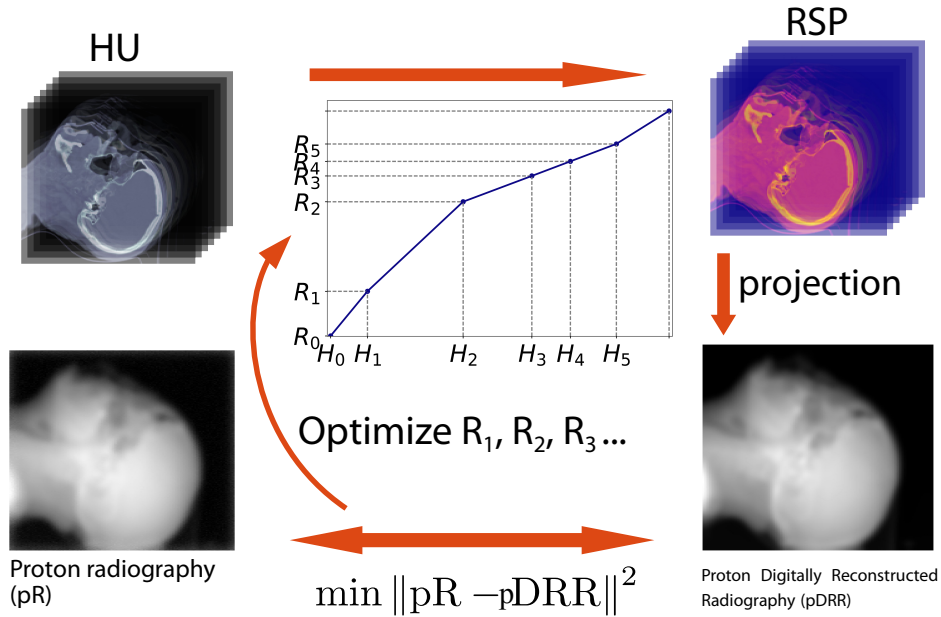 HU
RSP
R₅
R₄
R₃
R₂
R₁
R₀
H₀ H₁ H₂ H₃ H₄ H₅
projection
Optimize R₁, R₂, R₃ ...
Proton radiography
(pR)
min ‖pR –pDRR‖²
Proton Digitally Reconstructed
Radiography (pDRR)